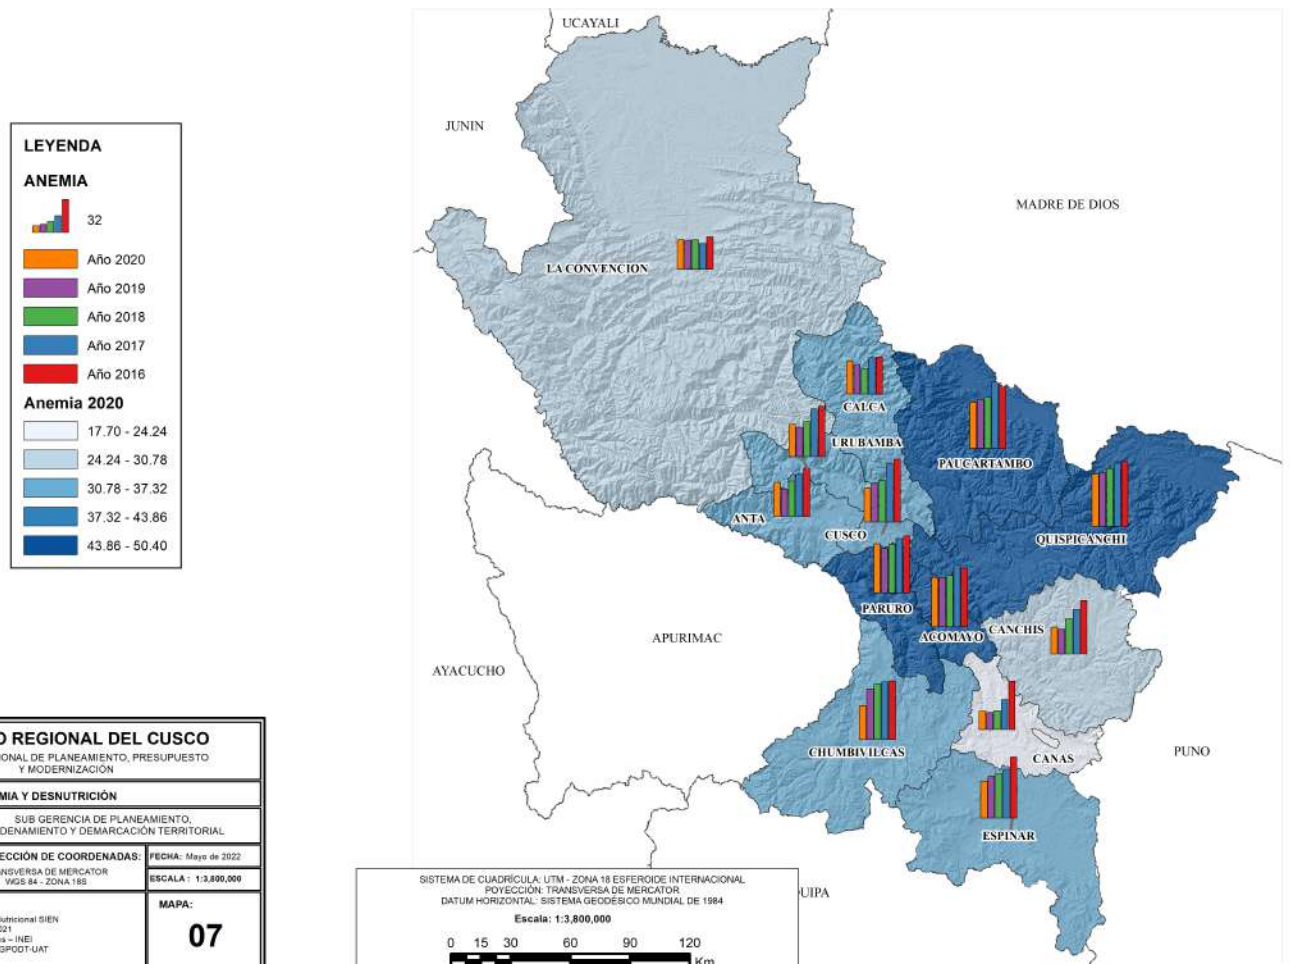 UCAYALI
JUNIN
MADRE DE DIOS
LEYENDA
ANEMIA
32
Año 2020
Año 2019
Año 2018
Año 2017
Año 2016
Anemia 2020
17.70 - 24.24
24.24 - 30.78
30.78 - 37.32
37.32 - 43.86
43.86 - 50.40
LA CONVENCION
CALCA
URUBAMBA
PAUCARTAMBO
ANTA
CUSCO
QUISPICANCHI
PARURO
ACOMAYO
CANCHIS
APURIMAC
AYACUCHO
CHUMBIVILCAS
CANAS
PUNO
ESPINAR
UIPA
O REGIONAL DEL CUSCO
IONAL DE PLANEAMIENTO, PRESUPUESTO
Y MODERNIZACIÓN
MIA Y DESNUTRICIÓN
SUB GERENCIA DE PLANEAMIENTO,
DENAMIENTO Y DEMARCACIÓN TERRITORIAL
ECCIÓN DE COORDENADAS:
NSVERSA DE MERCATOR
WGS 84 - ZONA 18S
FECHA: Mayo de 2022
ESCALA : 1:3,800,000
utricional SIEN
021
s – INEI
GPODT-UAT
MAPA:
07
SISTEMA DE CUADRÍCULA: UTM - ZONA 18 ESFEROIDE INTERNACIONAL
POYECCIÓN: TRANSVERSA DE MERCATOR
DATUM HORIZONTAL: SISTEMA GEODÉSICO MUNDIAL DE 1984
Escala: 1:3,800,000
0 15 30 60 90 120
Km